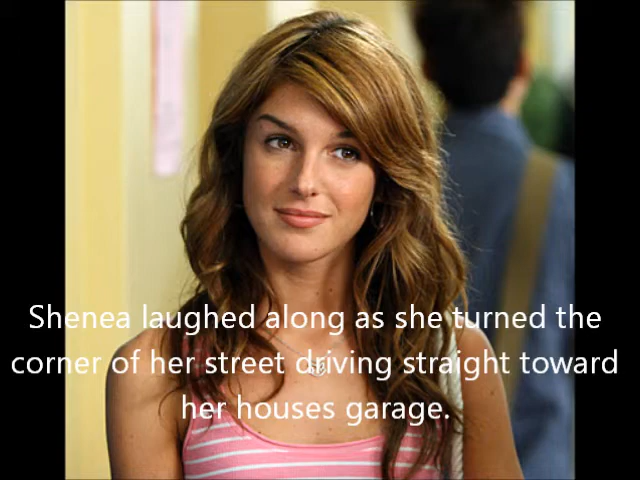 Shenea laughed along as she turned the
corner of her street driving straight toward
her houses garage.